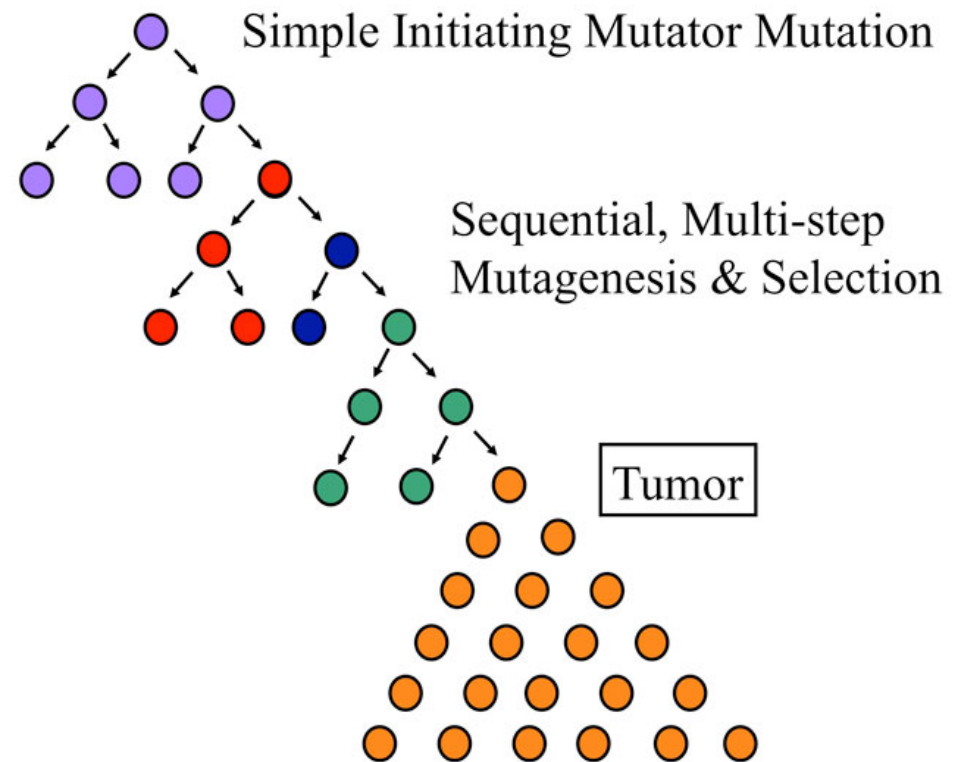 Simple Initiating Mutator Mutation
Sequential, Multi-step
Mutagenesis & Selection
Tumor